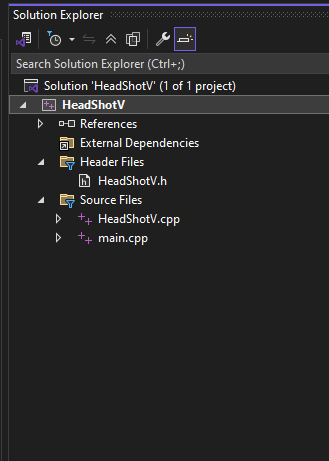 Solution Explorer
Search Solution Explorer (Ctrl+;)
Solution 'HeadShotV' (1 of 1 project)
HeadShotV
References
External Dependencies
Header Files
HeadShotV.h
Source Files
HeadShotV.cpp
main.cpp